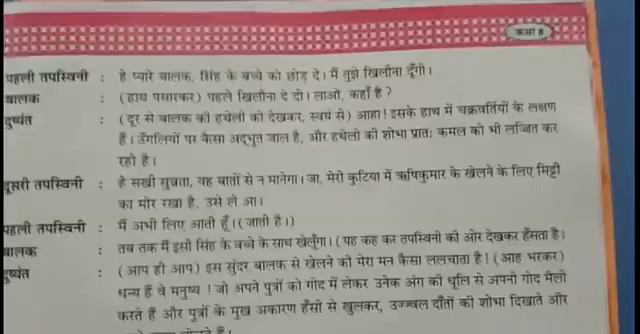 कक्षा 8
पहली तपस्विनी : हे प्यारे बालक, सिंह के बच्चे को छोड़ दे। मैं तुझे खिलौना दूँगी।
बालक : (हाथ पसारकर) पहले खिलौना दे दो। लाओ, कहाँ है ?
दुष्यंत : (दूर से बालक की हथेली को देखकर, स्वयं से) आहा! इसके हाथ में चक्रवर्तियों के लक्षण
हैं। उँगलियों पर कैसा अद्भुत जाल है, और हथेली की शोभा प्रातः कमल को भी लज्जित कर
रही है।
दूसरी तपस्विनी : हे सखी सुव्रता, यह बातों से न मानेगा। जा, मेरी कुटिया में ऋषिकुमार के खेलने के लिए मिट्टी
का मोर रखा है, उसे ले आ।
पहली तपस्विनी : मैं अभी लिए आती हूँ। (जाती है।)
बालक : तब तक मैं इसी सिंह के बच्चे के साथ खेलूँगा। (यह कह कर तपस्विनी की ओर देखकर हँसता है।
दुष्यंत : (आप ही आप) इस सुंदर बालक से खेलने को मेरा मन कैसा ललचाता है! (आह भरकर)
धन्य हैं वे मनुष्य ! जो अपने पुत्रों को गोद में लेकर उनेक अंग की धूलि से अपनी गोद मैली
करते हैं और पुत्रों के मुख अकारण हँसी से खुलकर, उज्ज्वल दाँतों की शोभा दिखाते और